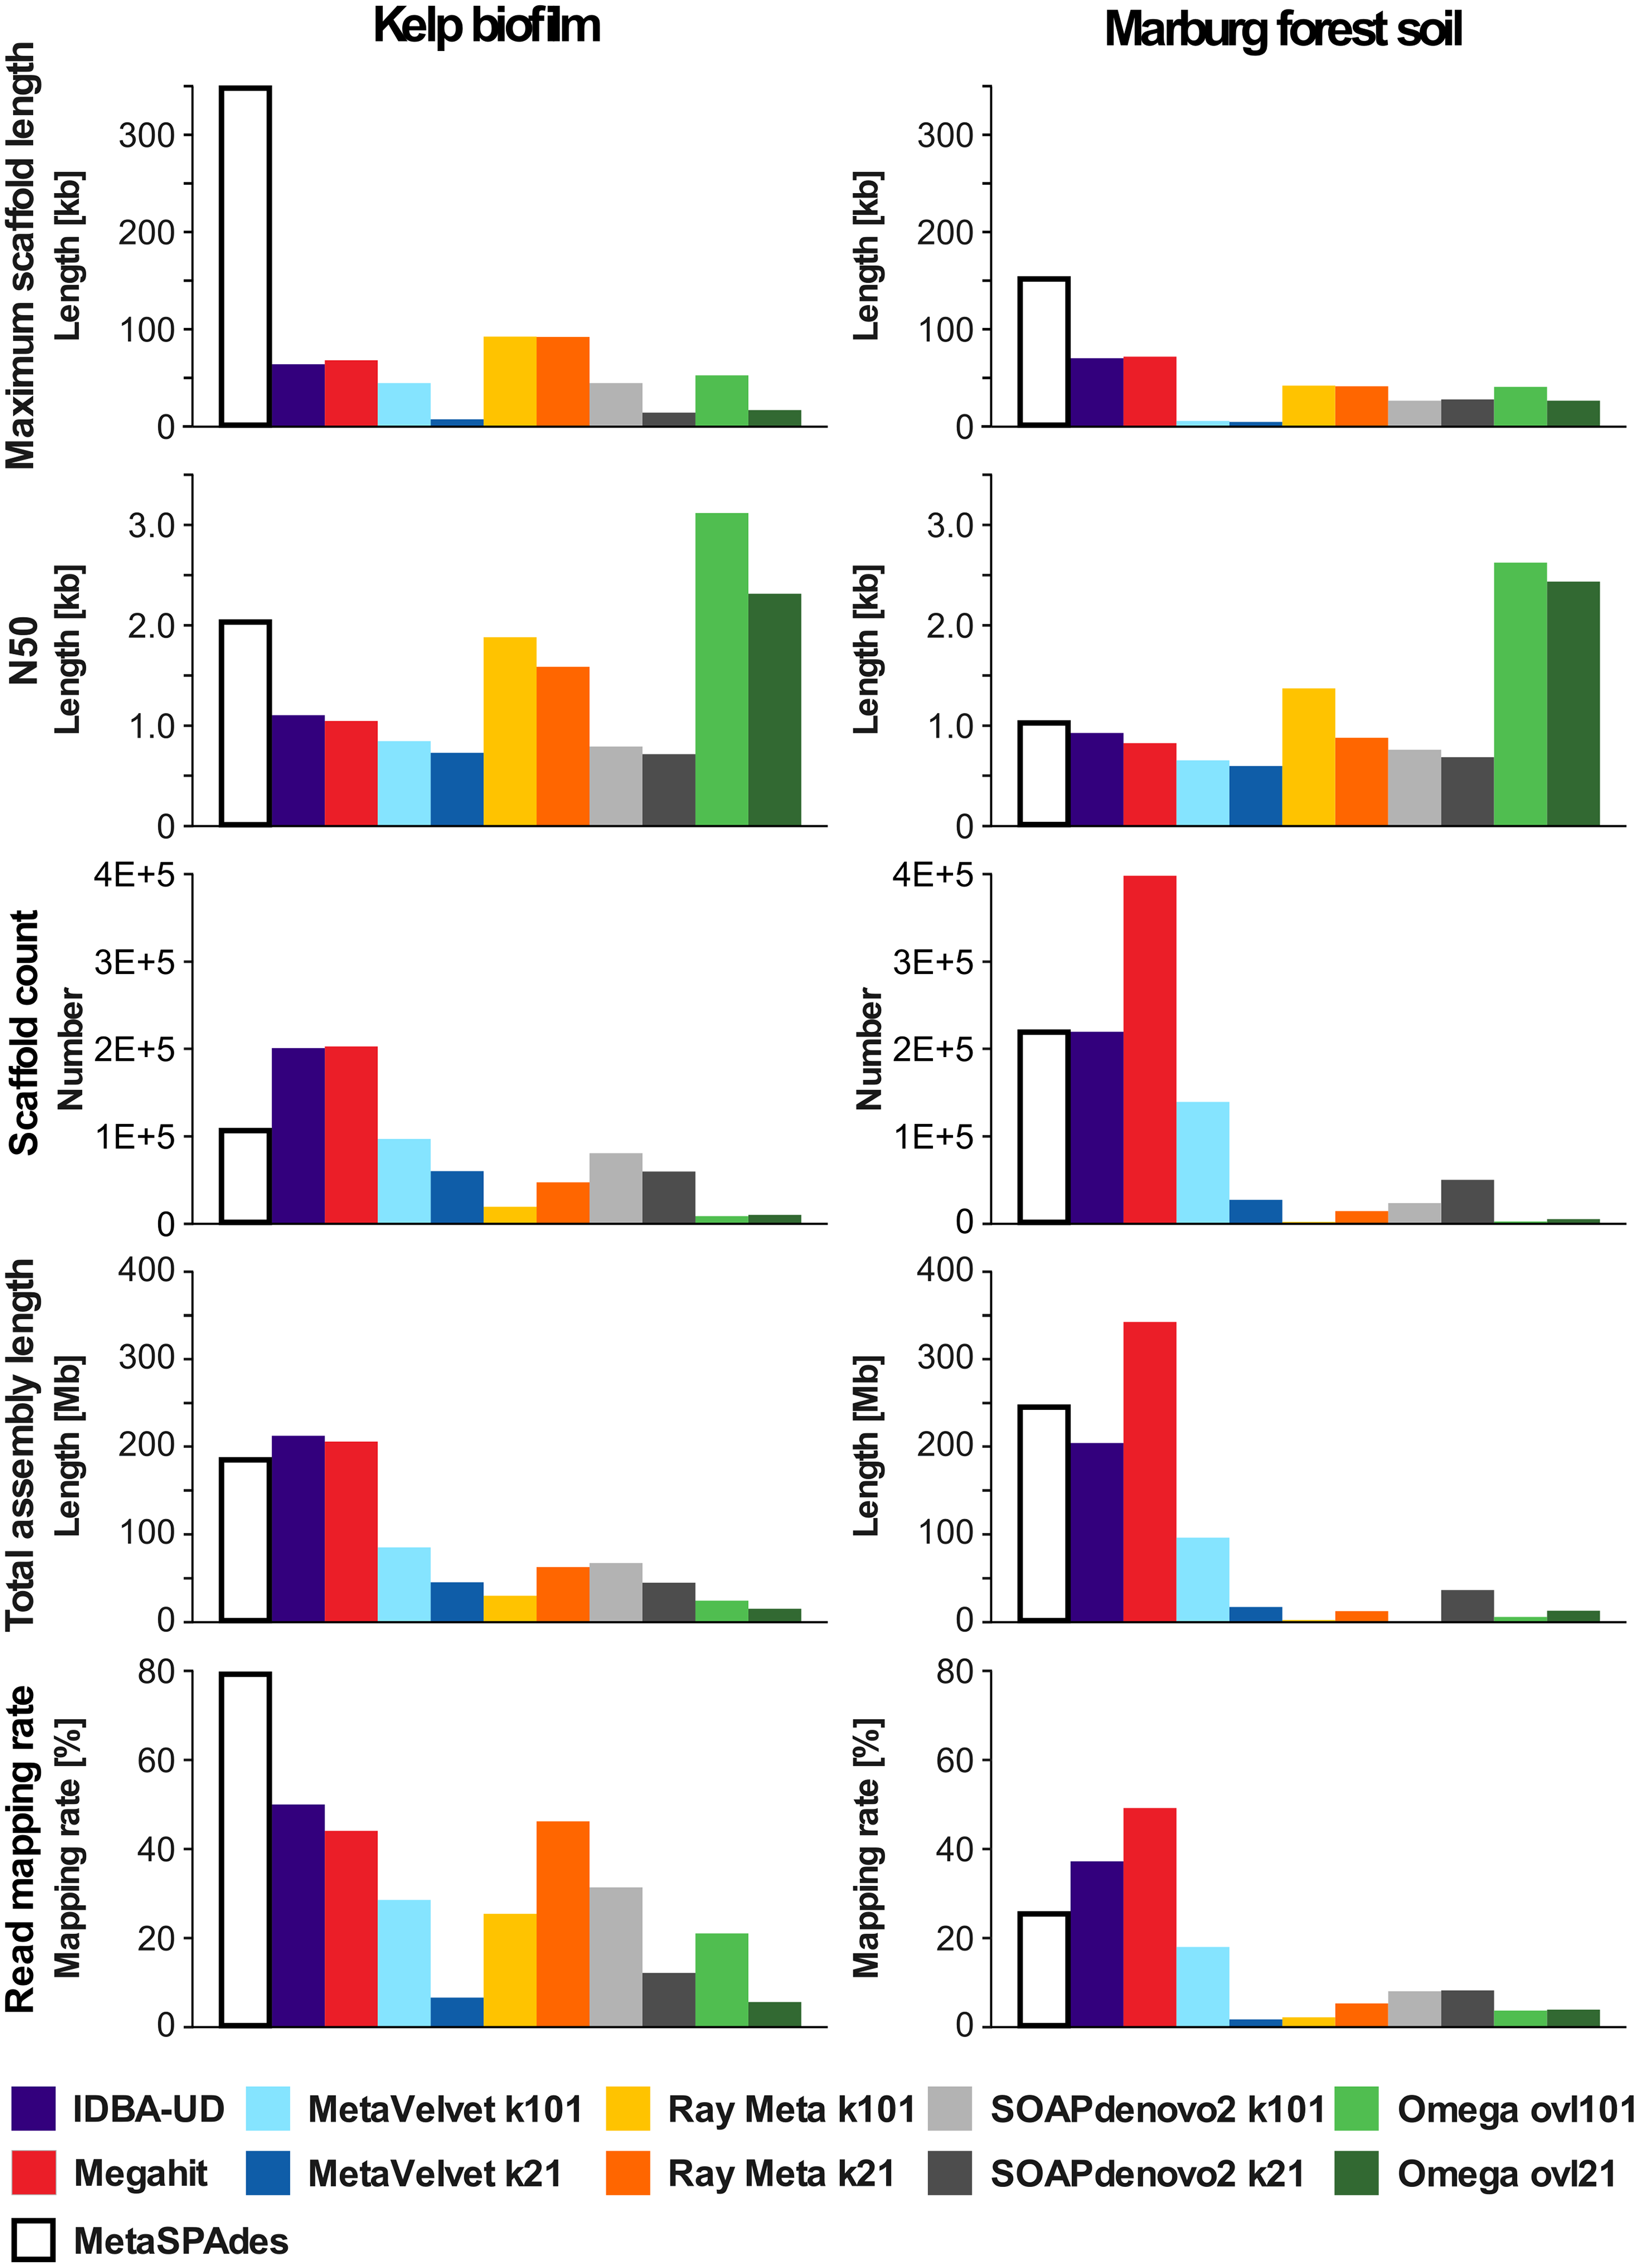 Kelp biofilm
Marburg forest soil
Maximum scaffold length
Length [kb]
300
200
100
0
Length [kb]
300
200
100
0
N50
Length [kb]
3.0
2.0
1.0
0
Length [kb]
3.0
2.0
1.0
0
Scaffold count
Number
4E+5
3E+5
2E+5
1E+5
0
Number
4E+5
3E+5
2E+5
1E+5
0
Total assembly length
Length [Mb]
400
300
200
100
0
Length [Mb]
400
300
200
100
0
Read mapping rate
Mapping rate [%]
80
60
40
20
0
Mapping rate [%]
80
60
40
20
0
IDBA-UD
MetaVelvet k101
Ray Meta k101
SOAPdenovo2 k101
Omega ovl101
Megahit
MetaVelvet k21
Ray Meta k21
SOAPdenovo2 k21
Omega ovl21
MetaSPAdes